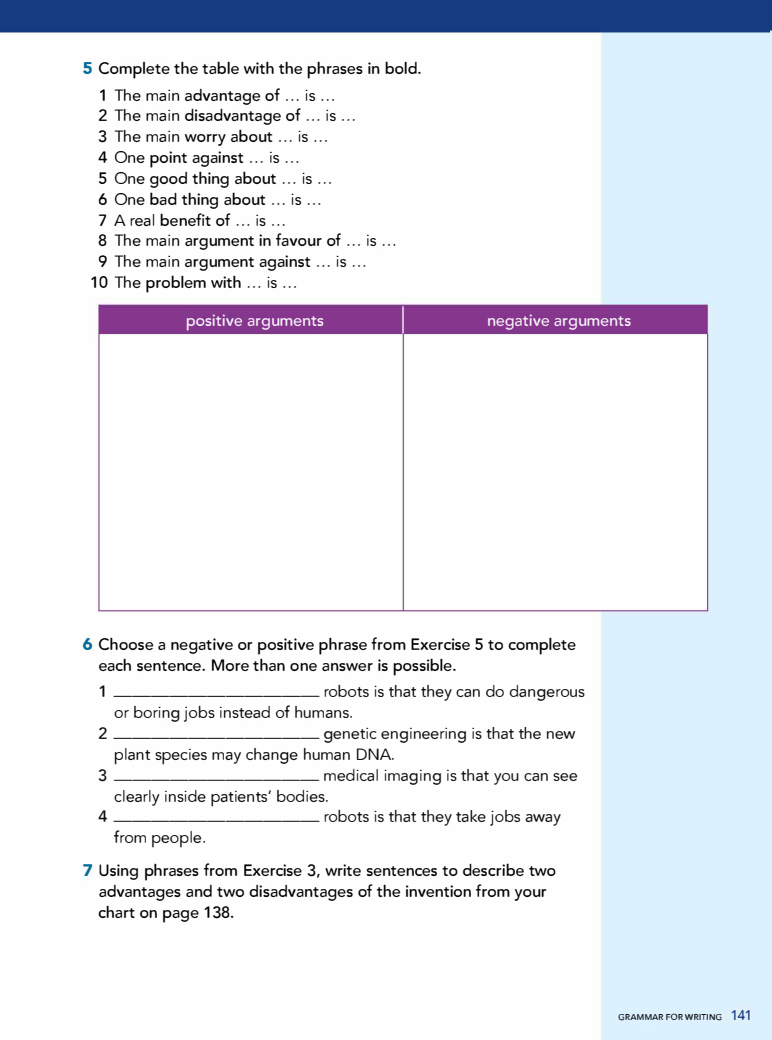 5 Complete the table with the phrases in bold.
1 The main advantage of … is …
2 The main disadvantage of … is …
3 The main worry about … is …
4 One point against … is …
5 One good thing about … is …
6 One bad thing about … is …
7 A real benefit of … is …
8 The main argument in favour of … is …
9 The main argument against … is …
10 The problem with … is …
positive arguments negative arguments
6 Choose a negative or positive phrase from Exercise 5 to complete
each sentence. More than one answer is possible.
1 ______________________ robots is that they can do dangerous
or boring jobs instead of humans.
2 ______________________ genetic engineering is that the new
plant species may change human DNA.
3 ______________________ medical imaging is that you can see
clearly inside patients' bodies.
4 ______________________ robots is that they take jobs away
from people.
7 Using phrases from Exercise 3, write sentences to describe two
advantages and two disadvantages of the invention from your
chart on page 138.
GRAMMAR FOR WRITING 141